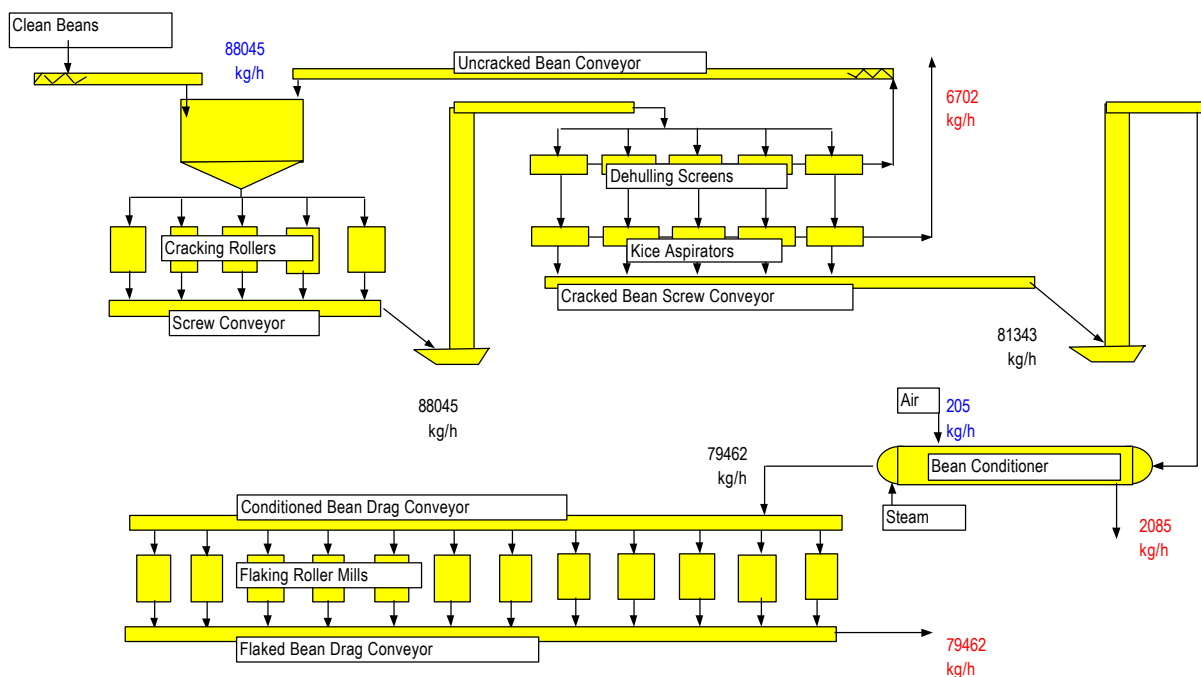 Clean Beans
88045
kg/h
Uncracked Bean Conveyor
6702
kg/h
Dehulling Screens
Cracking Rollers
Kice Aspirators
Cracked Bean Screw Conveyor
Screw Conveyor
81343
kg/h
88045
kg/h
Air
205
kg/h
79462
kg/h
Bean Conditioner
Conditioned Bean Drag Conveyor
Steam
2085
kg/h
Flaking Roller Mills
Flaked Bean Drag Conveyor
79462
kg/h